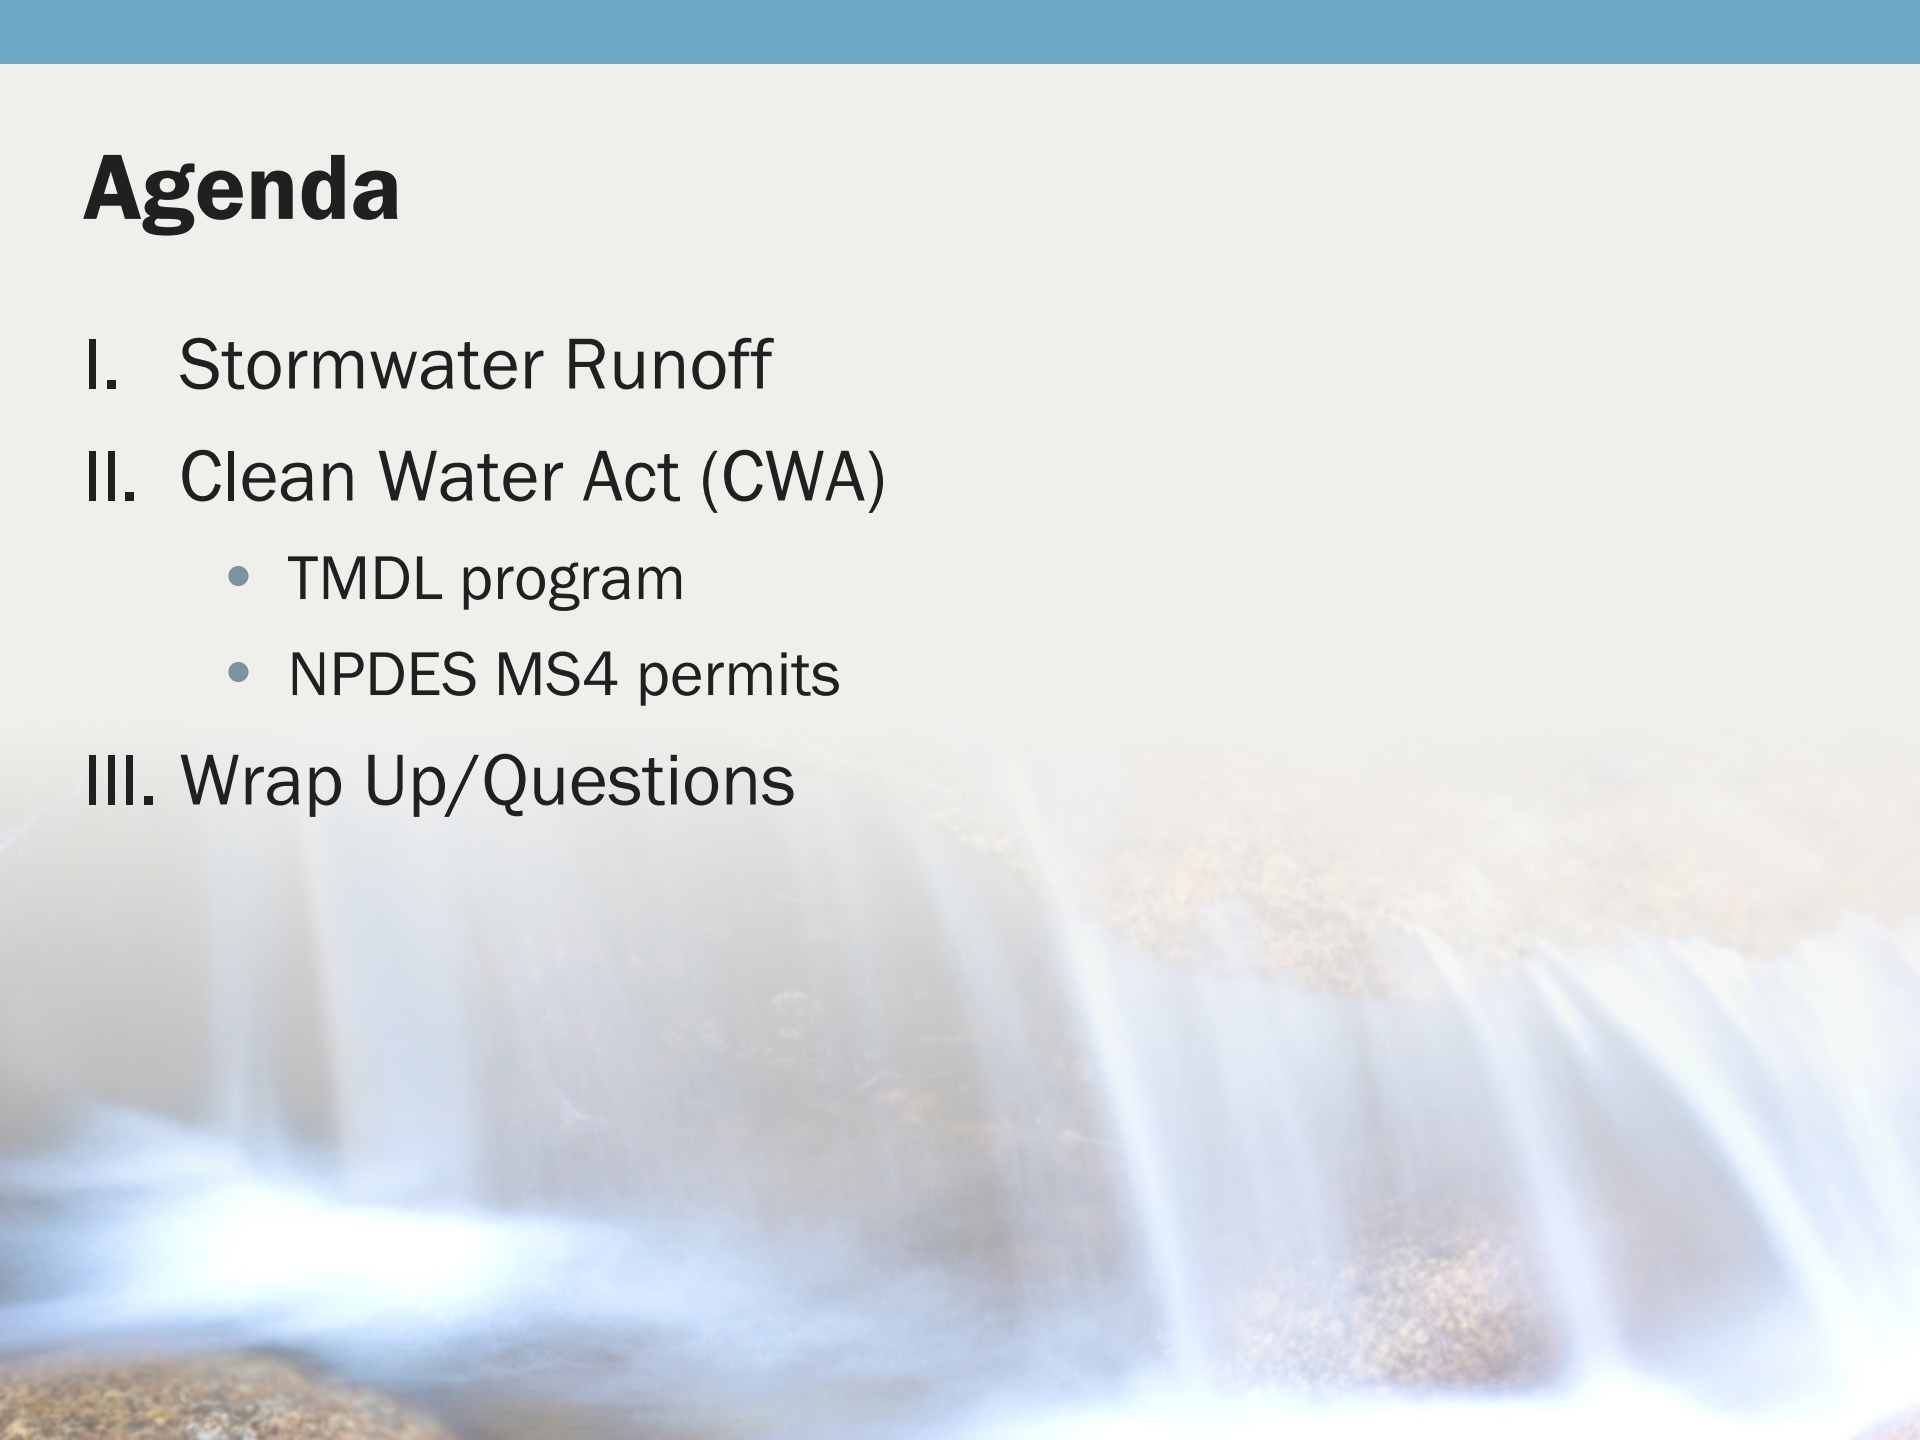 Agenda
I. Stormwater Runoff
II. Clean Water Act (CWA)
• TMDL program
• NPDES MS4 permits
III. Wrap Up/Questions